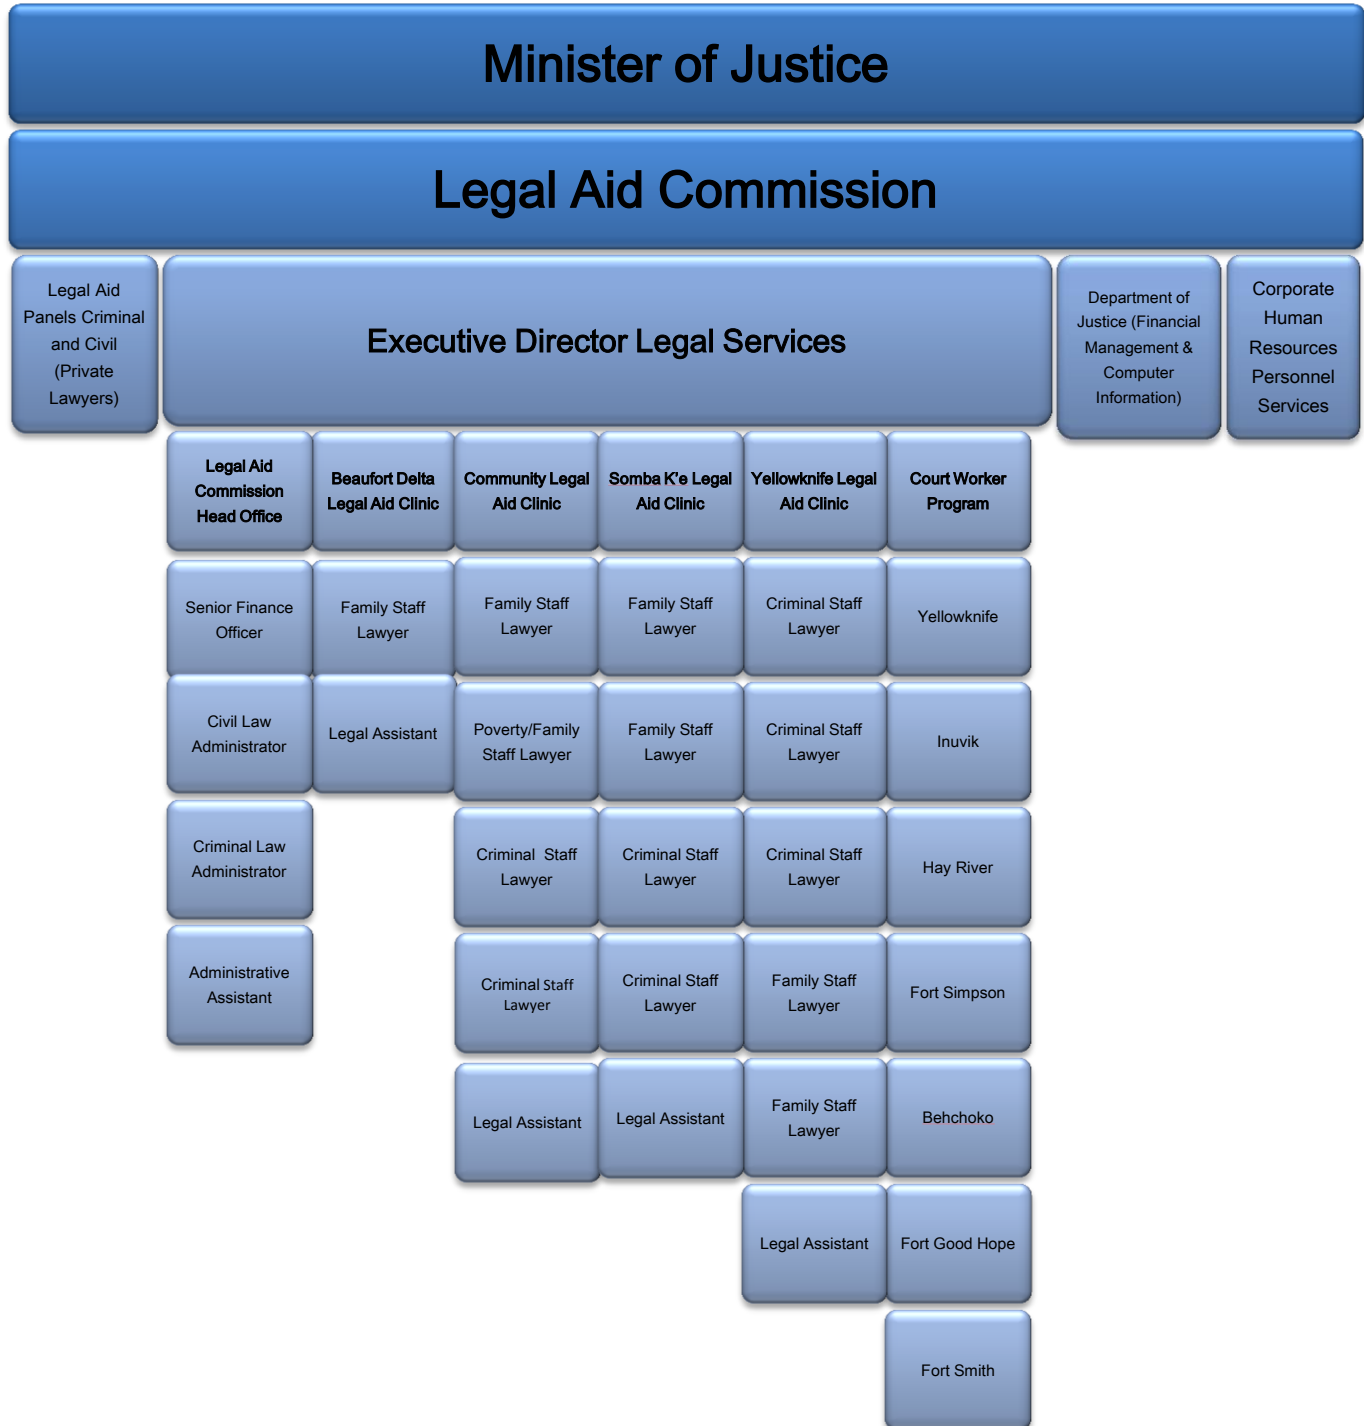 Minister of Justice
Legal Aid Commission
Legal Aid
Panels Criminal
and Civil
(Private
Lawyers)
Executive Director Legal Services
Department of
Justice (Financial
Management &
Computer
Information)
Corporate
Human
Resources
Personnel
Services
Legal Aid
Commission
Head Office
Beaufort Delta
Legal Aid Clinic
Community Legal
Aid Clinic
Somba K'e Legal
Aid Clinic
Yellowknife Legal
Aid Clinic
Court Worker
Program
Senior Finance
Officer
Family Staff
Lawyer
Family Staff
Lawyer
Family Staff
Lawyer
Criminal Staff
Lawyer
Yellowknife
Civil Law
Administrator
Legal Assistant
Poverty/Family
Staff Lawyer
Family Staff
Lawyer
Criminal Staff
Lawyer
Inuvik
Criminal Law
Administrator
Criminal  Staff
Lawyer
Criminal Staff
Lawyer
Criminal Staff
Lawyer
Hay River
Administrative
Assistant
Criminal Staff
Lawyer
Criminal Staff
Lawyer
Family Staff
Lawyer
Fort Simpson
Legal Assistant
Legal Assistant
Family Staff
Lawyer
Behchoko
Legal Assistant
Fort Good Hope
Fort Smith